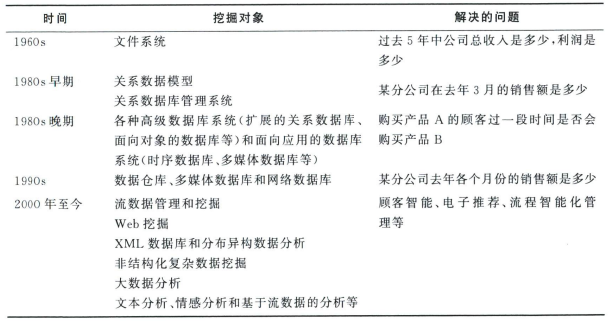 时间 挖掘对象 解决的问题
1960s 文件系统 过去 5 年中公司总收入是多少,利润是
多少
1980s 早期 关系数据模型
关系数据库管理系统
某分公司在去年 3 月的销售额是多少
1980s 晚期 各种高级数据库系统(扩展的关系数据库、
面向对象的数据库等)和面向应用的数据库
系统(时序数据库、多媒体数据库等)
购买产品 A 的顾客过一段时间是否会
购买产品 B
1990s 数据仓库、多媒体数据库和网络数据库 某分公司去年各个月份的销售额是多少
2000 年至今 流数据管理和挖掘
Web 挖掘
XML 数据库和分布异构数据分析
非结构化复杂数据挖掘
大数据分析
文本分析、情感分析和基于流数据的分析等
顾客智能、电子推荐、流程智能化管
理等